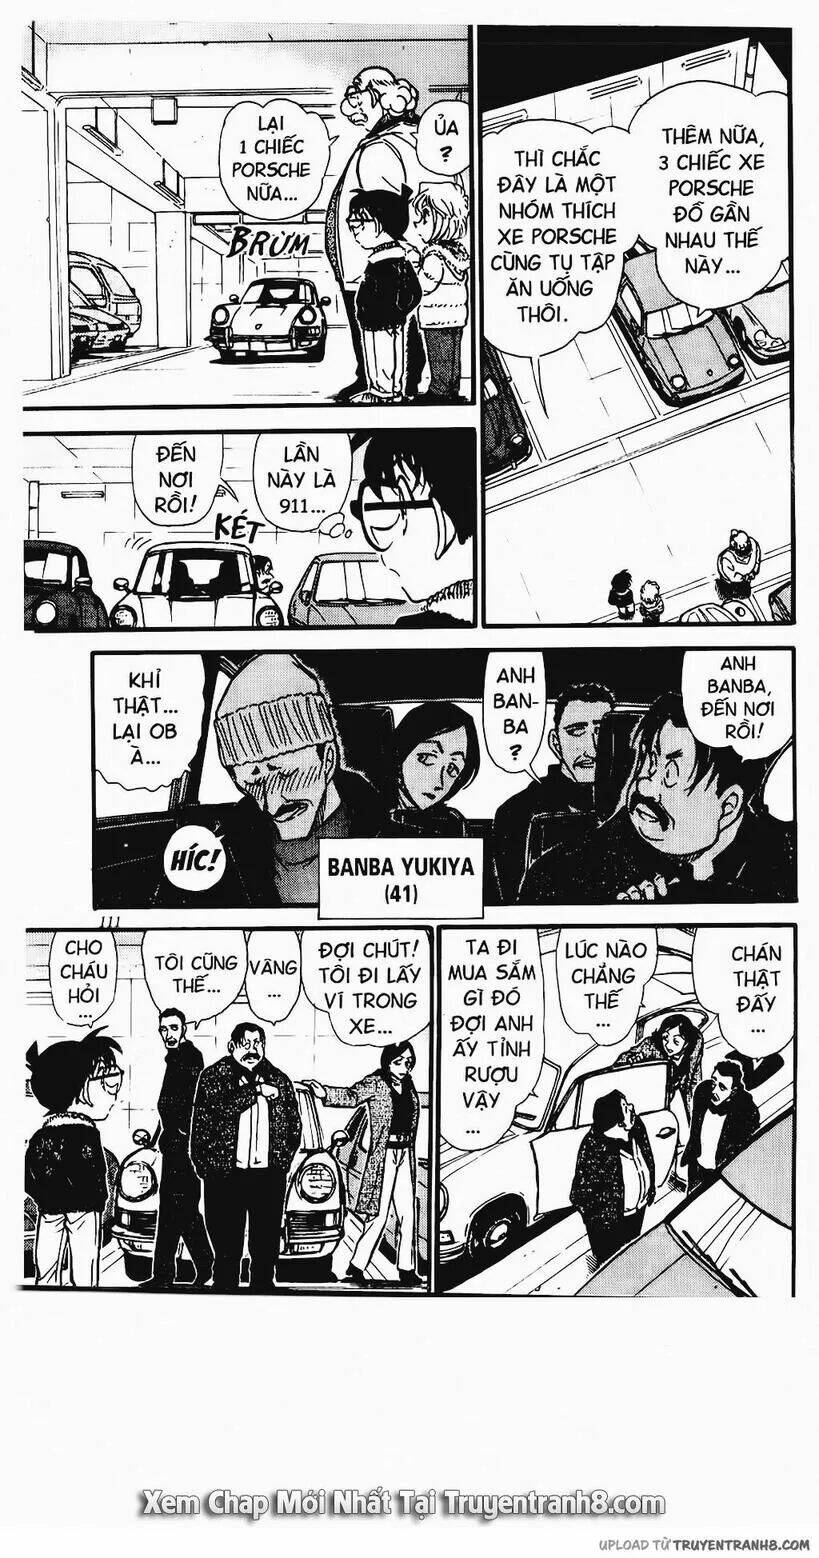 THÊM NỮA,
3 CHIẾC XE
PORSCHE
ĐỖ GẦN
NHAU THẾ
NÀY...
THÌ CHẮC
ĐÂY LÀ MỘT
NHÓM THÍCH
XE PORSCHE
CÙNG TỤ TẬP
ĂN UỐNG
THÔI.
ỦA
?
LẠI
1 CHIẾC
PORSCHE
NỮA...
BRỪM
LẦN
NÀY LÀ
911...
ĐẾN
NƠI
RỒI!
KÉT
ANH
BANBA,
ĐẾN NƠI
RỒI!
ANH
BAN-
BA
?
KHỈ
THẬT...
LẠI OB
À...
HÍC!
BANBA YUKIYA
(41)
111
CHÁN
THẬT
ĐẤY
...
LÚC NÀO
CHẲNG
THẾ
...
TA ĐI
MUA SẮM
GÌ ĐÓ
ĐỢI ANH
ẤY TỈNH
RƯỢU
VẬY
...
ĐỢI CHÚT!
TÔI ĐI LẤY
VÍ TRONG
XE...
VÂNG
...
TÔI CŨNG
THẾ...
CHO
CHÁU
HỎI
...
Xem Chap Mới Nhất Tại Truyentranh8.com
UPLOAD TỪ TRUYENTRANH8.COM